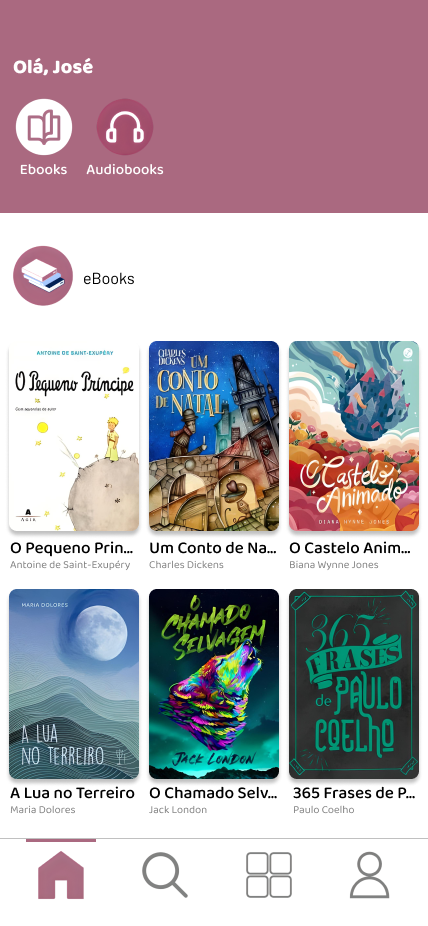 Olá, José
Ebooks
Audiobooks
eBooks
ANTOINE DE SAINT-EXUPÉRY
O Pequeno Príncipe
Com aquarelas do autor
AGIR
CHARLES
DICKENS
UM
CONTO
DE NATAL
O Castelo
Animado
DIANA WYNNE JONES
O Pequeno Prin...
Antoine de Saint-Exupéry
Um Conto de Na...
Charles Dickens
O Castelo Anim...
Biana Wynne Jones
MARIA DOLORES
A LUA
NO TERREIRO
O
CHAMADO
SELVAGEM
JACK LONDON
365
FRASES
de PAULO
COELHO
A Lua no Terreiro
Maria Dolores
O Chamado Selv...
Jack London
365 Frases de P...
Paulo Coelho